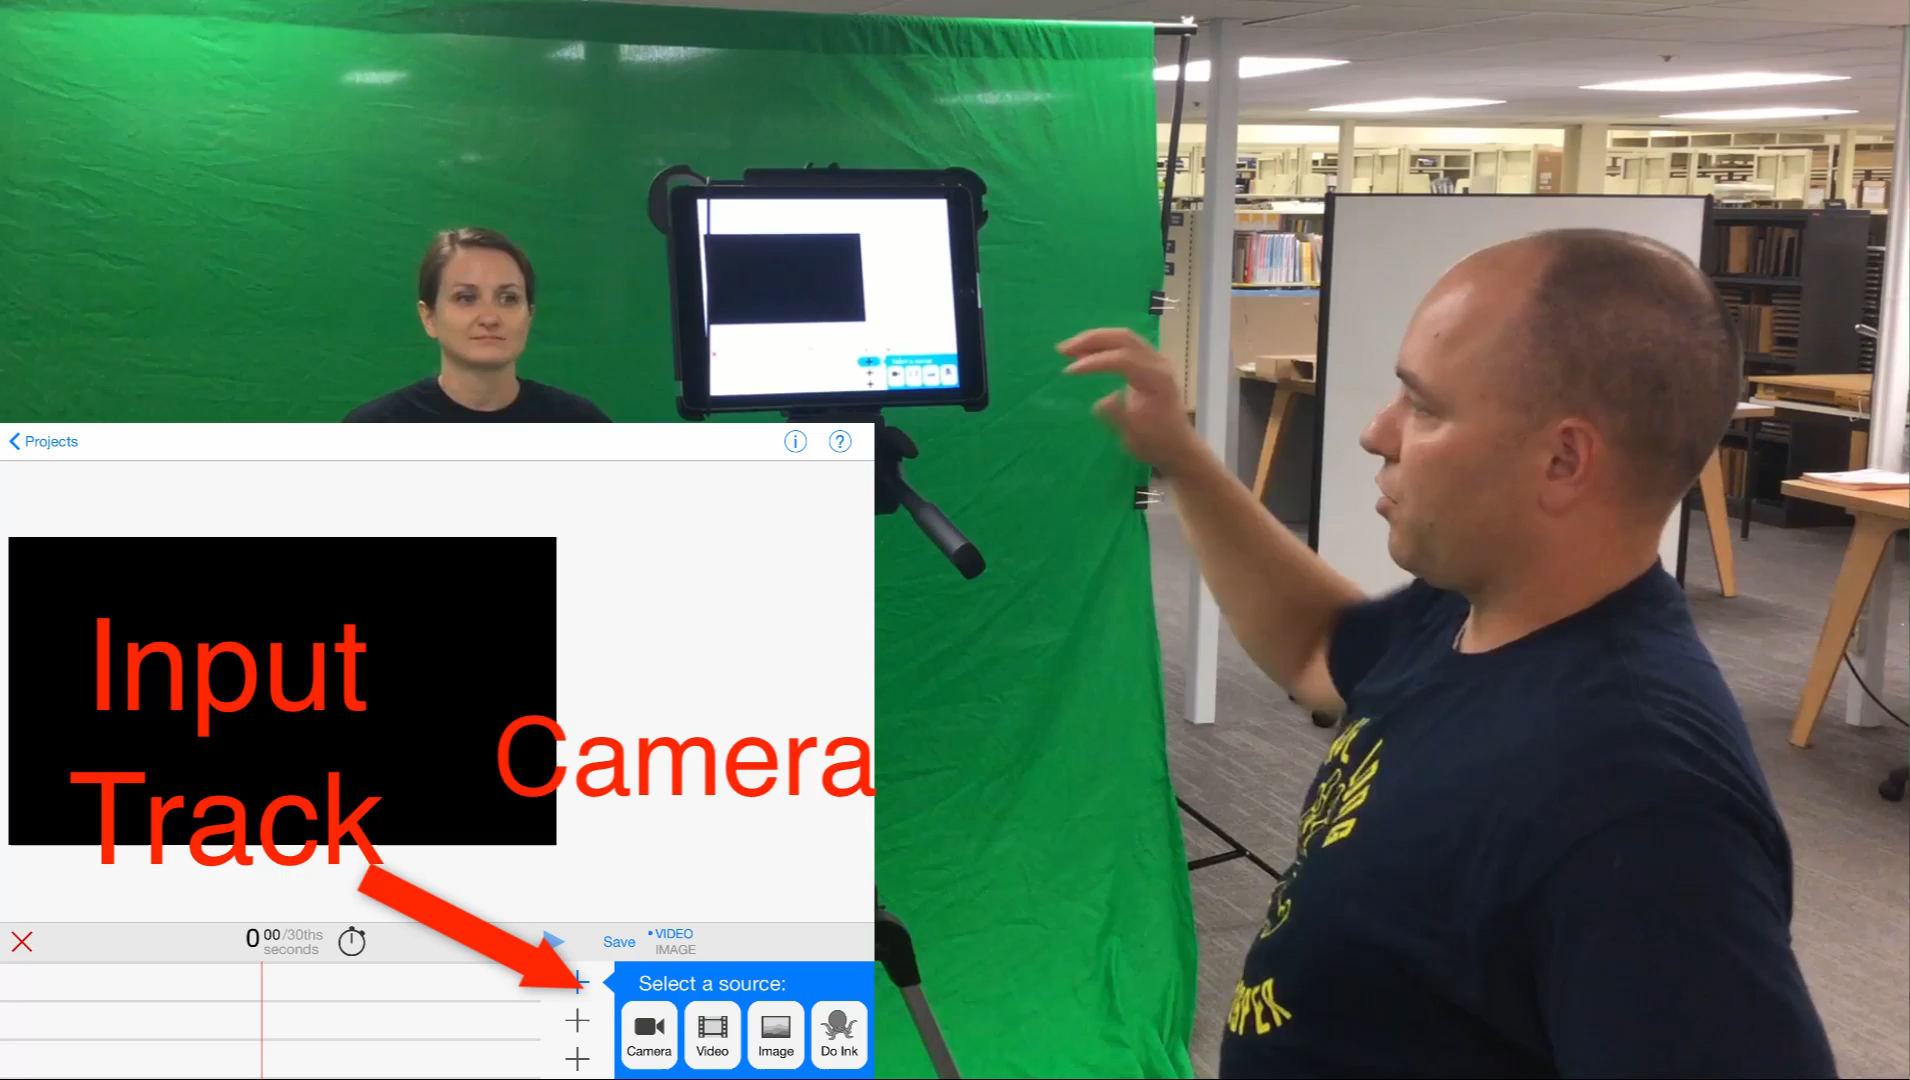 Projects
i
?
Input
Track
Camera
0 00 /30ths
seconds
Save
• VIDEO
IMAGE
Select a source:
Camera
Video
Image
Do Ink